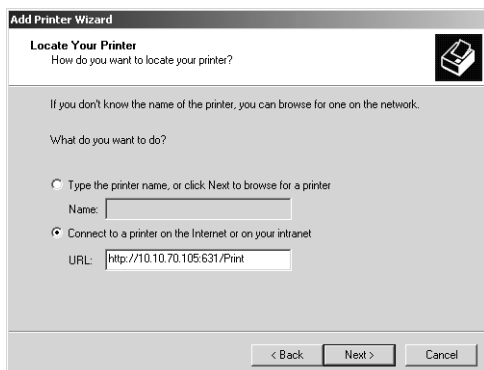 Add Printer Wizard
Locate Your Printer
How do you want to locate your printer?
If you don't know the name of the printer, you can browse for one on the network.
What do you want to do?
Type the printer name, or click Next to browse for a printer
Name:
Connect to a printer on the Internet or on your intranet
URL: http://10.10.70.105:631/Print
< Back Next > Cancel